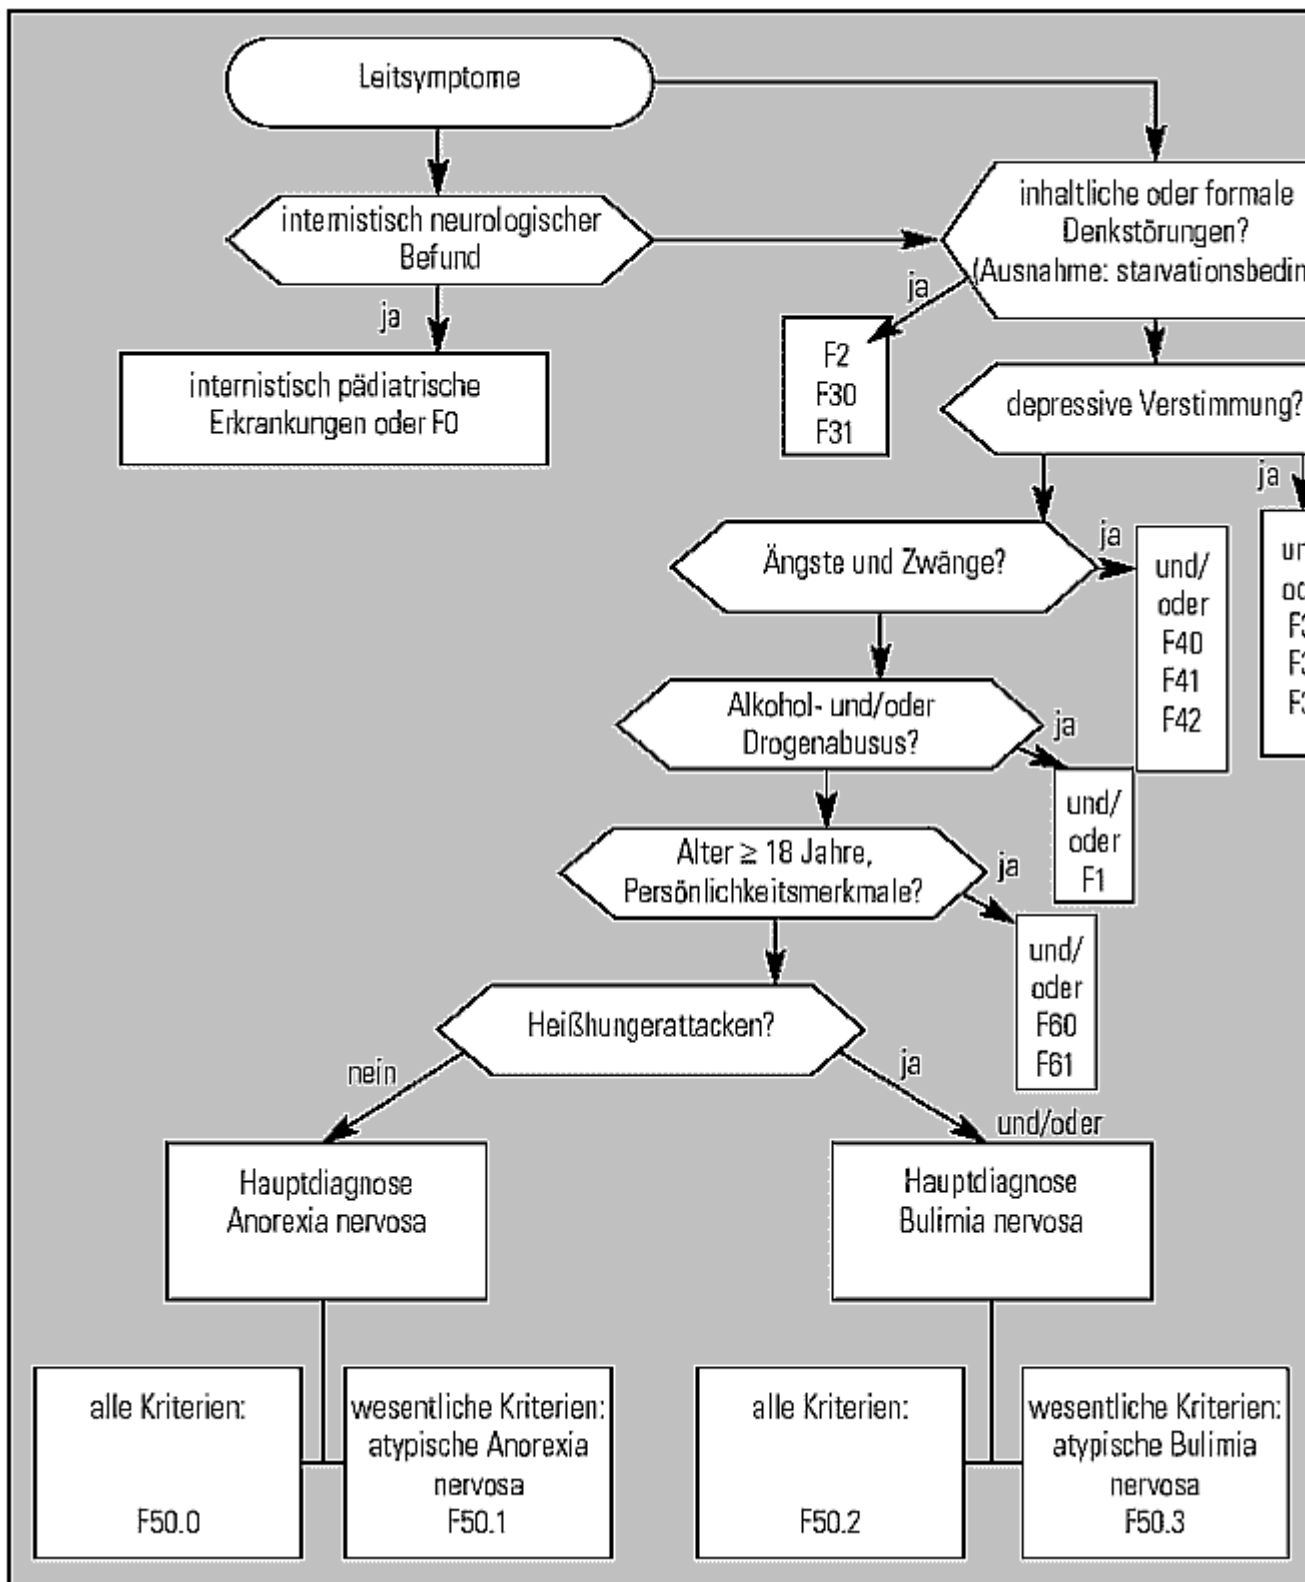 Leitsymptome
internistisch neurologischer
Befund
inhaltliche oder formale
Denkstörungen?
(Ausnahme: starvationsbedin
ja
ja
internistisch pädiatrische
Erkrankungen oder F0
F2
F30
F31
depressive Verstimmung?
ja
Ängste und Zwänge?
ja
und/
oder
F40
F41
F42
Alkohol- und/oder
Drogenabusus?
ja
und/
oder
F1
Alter ≥ 18 Jahre,
Persönlichkeitsmerkmale?
ja
und/
oder
F60
F61
Heißhungerattacken?
nein
ja
und/oder
Hauptdiagnose
Anorexia nervosa
Hauptdiagnose
Bulimia nervosa
alle Kriterien:
F50.0
wesentliche Kriterien:
atypische Anorexia
nervosa
F50.1
alle Kriterien:
F50.2
wesentliche Kriterien:
atypische Bulimia
nervosa
F50.3